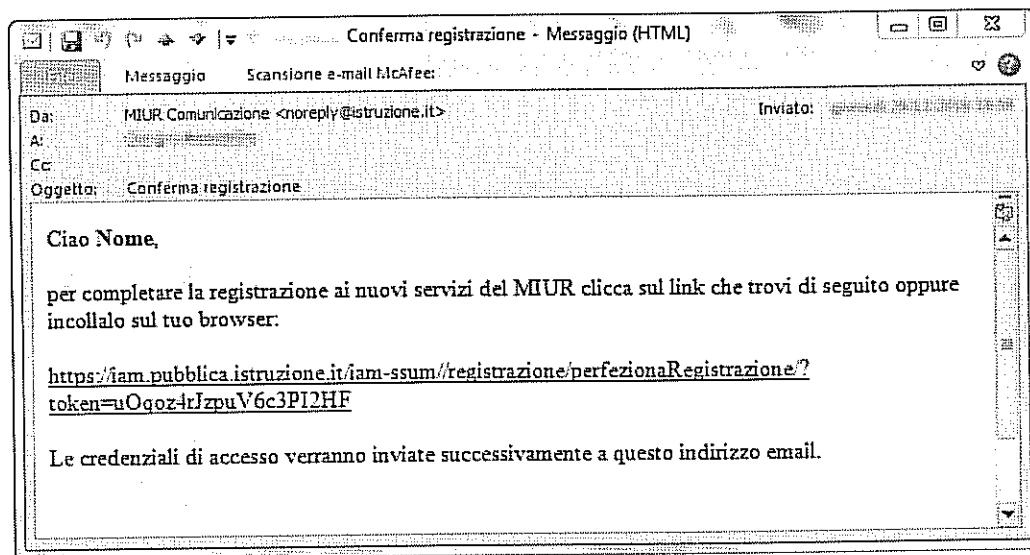 Conferma registrazione - Messaggio (HTML)
Messaggio Scansione e-mail McAfee:
Da: MIUR Comunicazione <noreply@istruzione.it> Inviato:
A:
Cc:
Oggetto: Conferma registrazione
Ciao Nome,
per completare la registrazione ai nuovi servizi del MIUR clicca sul link che trovi di seguito oppure
incollalo sul tuo browser:
https://iam.pubblica.istruzione.it/iam-ssum//registrazione/perfezionaRegistrazione/?
token=uOqoz4rJzpuV6c3PI2HF
Le credenziali di accesso verranno inviate successivamente a questo indirizzo email.